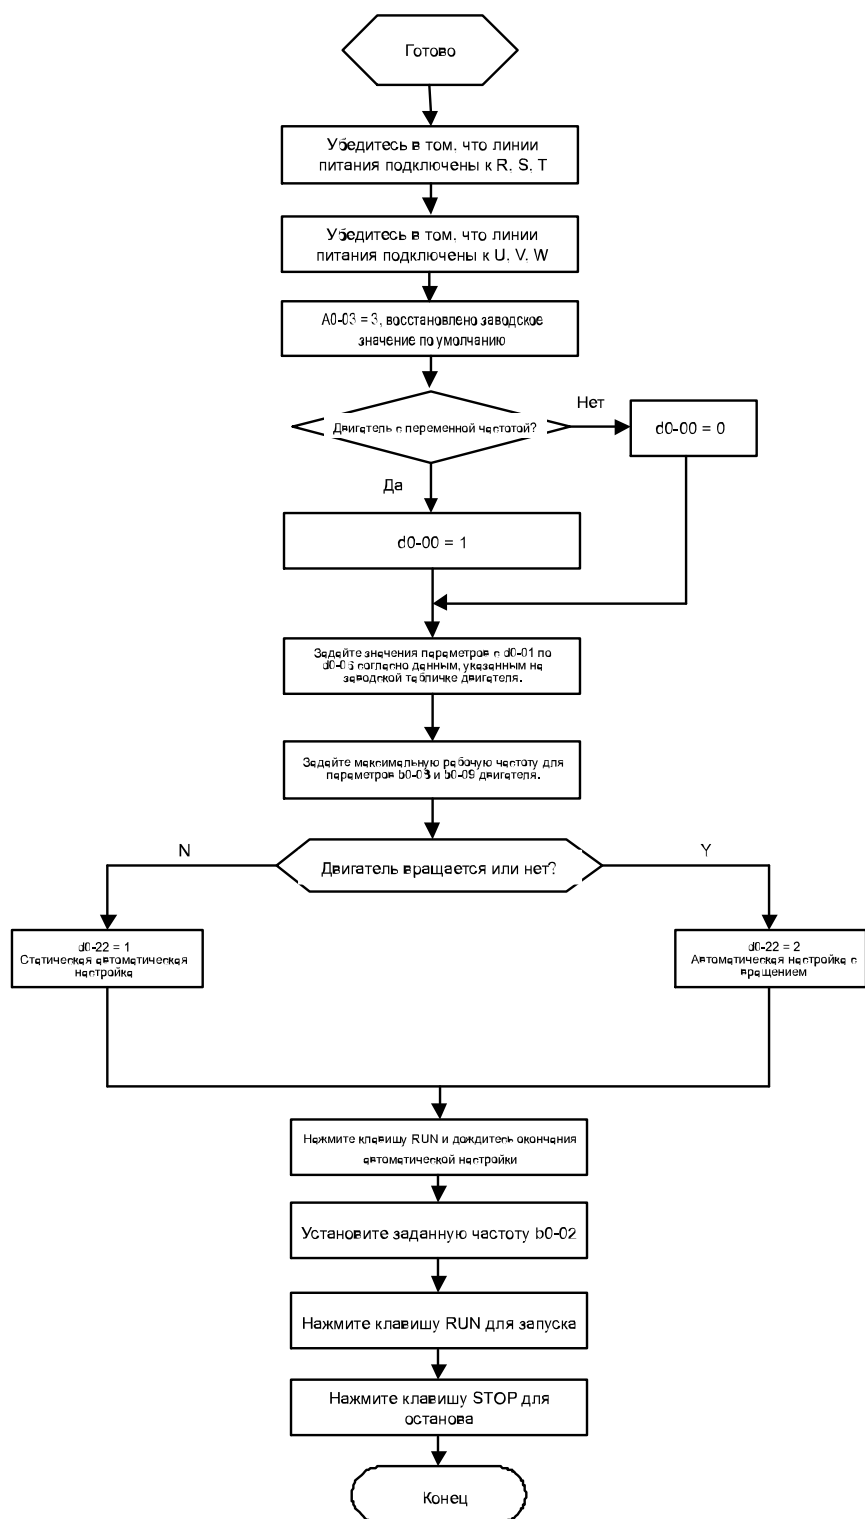 Готово
Убедитесь в том, что линии
питания подключены к R, S, T
Убедитесь в том, что линии
питания подключены к U, V, W
A0-03 = 3, восстановлено заводское
значение по умолчанию
Двигатель с переменной частотой?
Нет
d0-00 = 0
Да
d0-00 = 1
Задайте значения параметров с d0-01 по
d0-06 согласно данным, указанным на
заводской табличке двигателя.
Задайте максимальную рабочую частоту для
параметров b0-08 и b0-09 двигателя.
N
Двигатель вращается или нет?
Y
d0-22 = 1
Статическая автоматическая
настройка
d0-22 = 2
Автоматическая настройка с
вращением
Нажмите клавишу RUN и дождитесь окончания
автоматической настройки
Установите заданную частоту b0-02
Нажмите клавишу RUN для запуска
Нажмите клавишу STOP для
останова
Конец